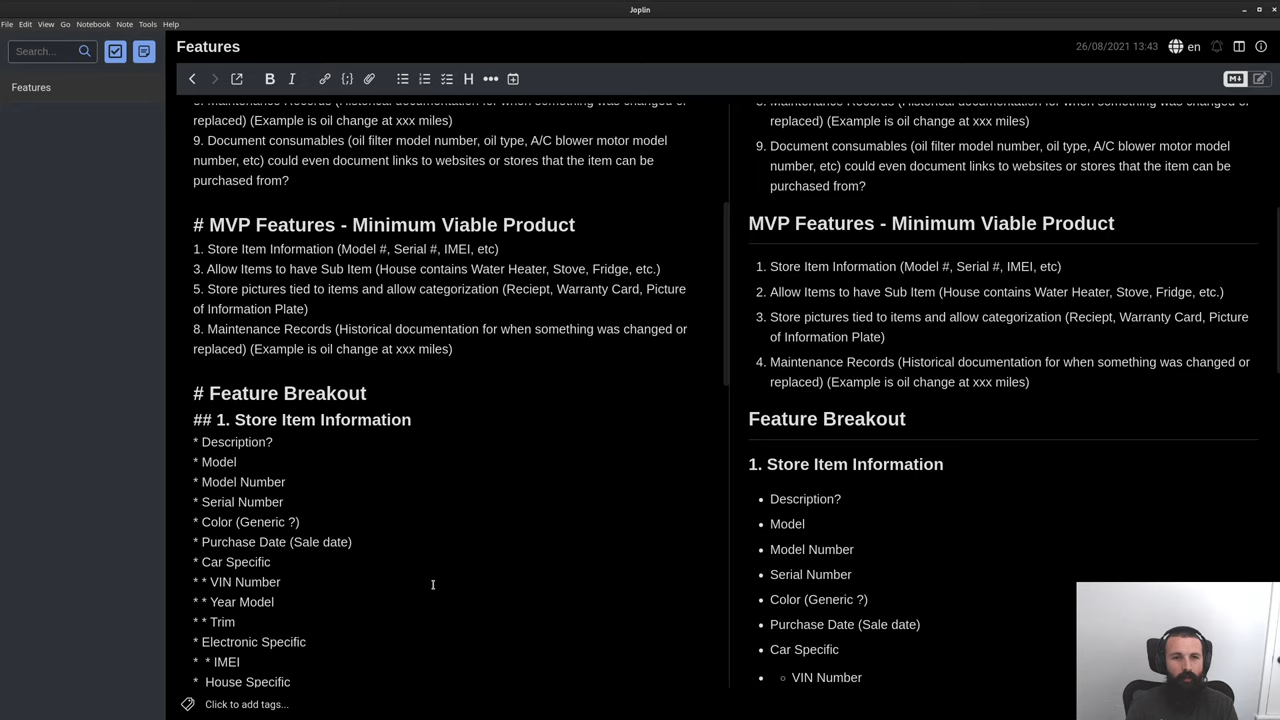 Joplin
File Edit View Go Notebook Note Tools Help
Search...
Features
26/08/2021 13:43
en
Features
B I H
M
replaced) (Example is oil change at xxx miles)
9. Document consumables (oil filter model number, oil type, A/C blower motor model
number, etc) could even document links to websites or stores that the item can be
purchased from?
# MVP Features - Minimum Viable Product
1. Store Item Information (Model #, Serial #, IMEI, etc)
3. Allow Items to have Sub Item (House contains Water Heater, Stove, Fridge, etc.)
5. Store pictures tied to items and allow categorization (Reciept, Warranty Card, Picture
of Information Plate)
8. Maintenance Records (Historical documentation for when something was changed or
replaced) (Example is oil change at xxx miles)
# Feature Breakout
## 1. Store Item Information
* Description?
* Model
* Model Number
* Serial Number
* Color (Generic ?)
* Purchase Date (Sale date)
* Car Specific
* * VIN Number
* * Year Model
* * Trim
* Electronic Specific
* * IMEI
* House Specific
8. Maintenance Records (Historical documentation for when something was changed or
replaced) (Example is oil change at xxx miles)
9. Document consumables (oil filter model number, oil type, A/C blower motor model
number, etc) could even document links to websites or stores that the item can be
purchased from?
MVP Features - Minimum Viable Product
1. Store Item Information (Model #, Serial #, IMEI, etc)
2. Allow Items to have Sub Item (House contains Water Heater, Stove, Fridge, etc.)
3. Store pictures tied to items and allow categorization (Reciept, Warranty Card, Picture
of Information Plate)
4. Maintenance Records (Historical documentation for when something was changed or
replaced) (Example is oil change at xxx miles)
Feature Breakout
1. Store Item Information
• Description?
• Model
• Model Number
• Serial Number
• Color (Generic ?)
• Purchase Date (Sale date)
• Car Specific
• ◦ VIN Number
Click to add tags...